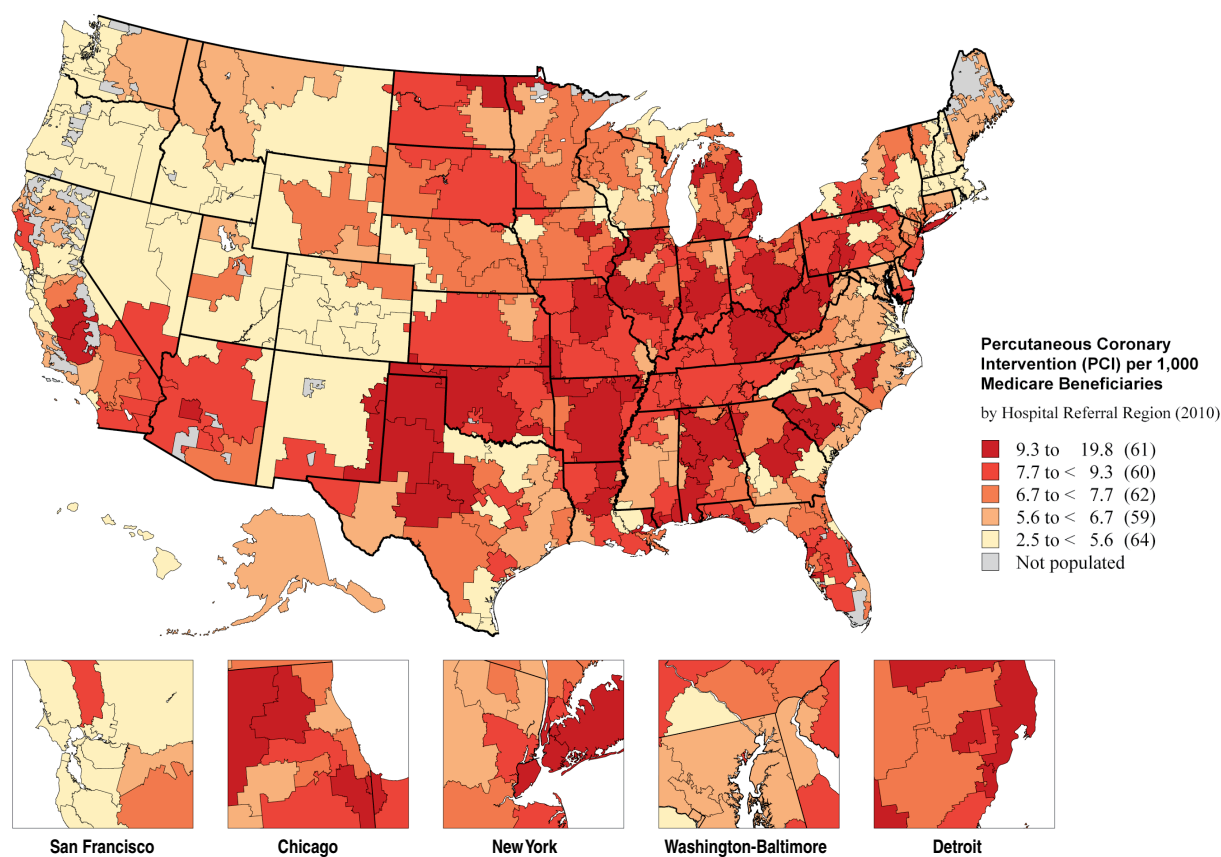 Percutaneous Coronary
Intervention (PCI) per 1,000
Medicare Beneficiaries
by Hospital Referral Region (2010)
9.3 to 19.8 (61)
7.7 to < 9.3 (60)
6.7 to < 7.7 (62)
5.6 to < 6.7 (59)
2.5 to < 5.6 (64)
Not populated
San Francisco
Chicago
New York
Washington-Baltimore
Detroit